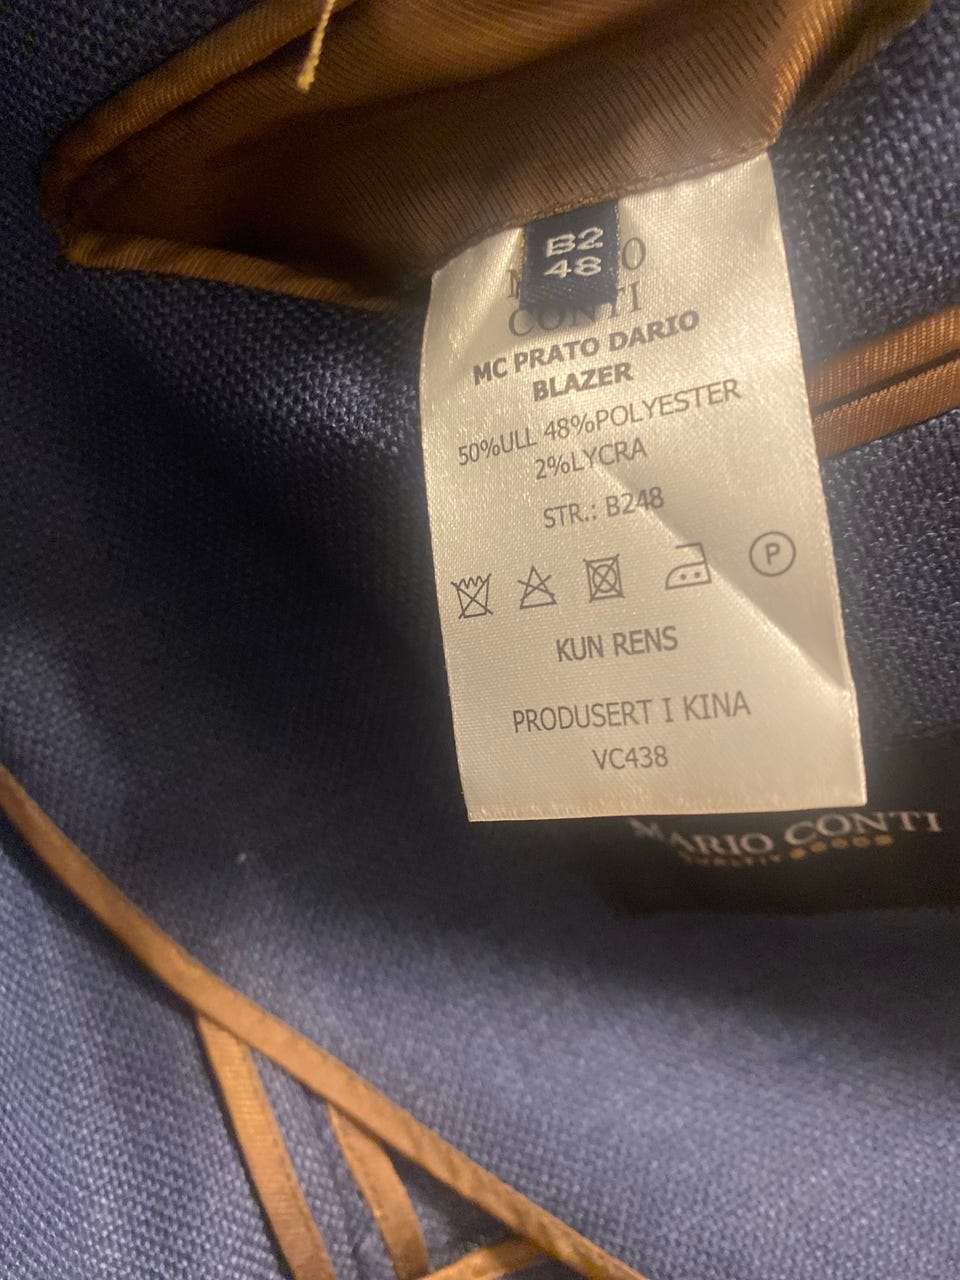 B2
48
CONTI
MC PRATO DARIO
BLAZER
50%ULL 48%POLYESTER
2%LYCRA
STR.: B248
P
KUN RENS
PRODUSERT I KINA
VC438
MARIO CONTI